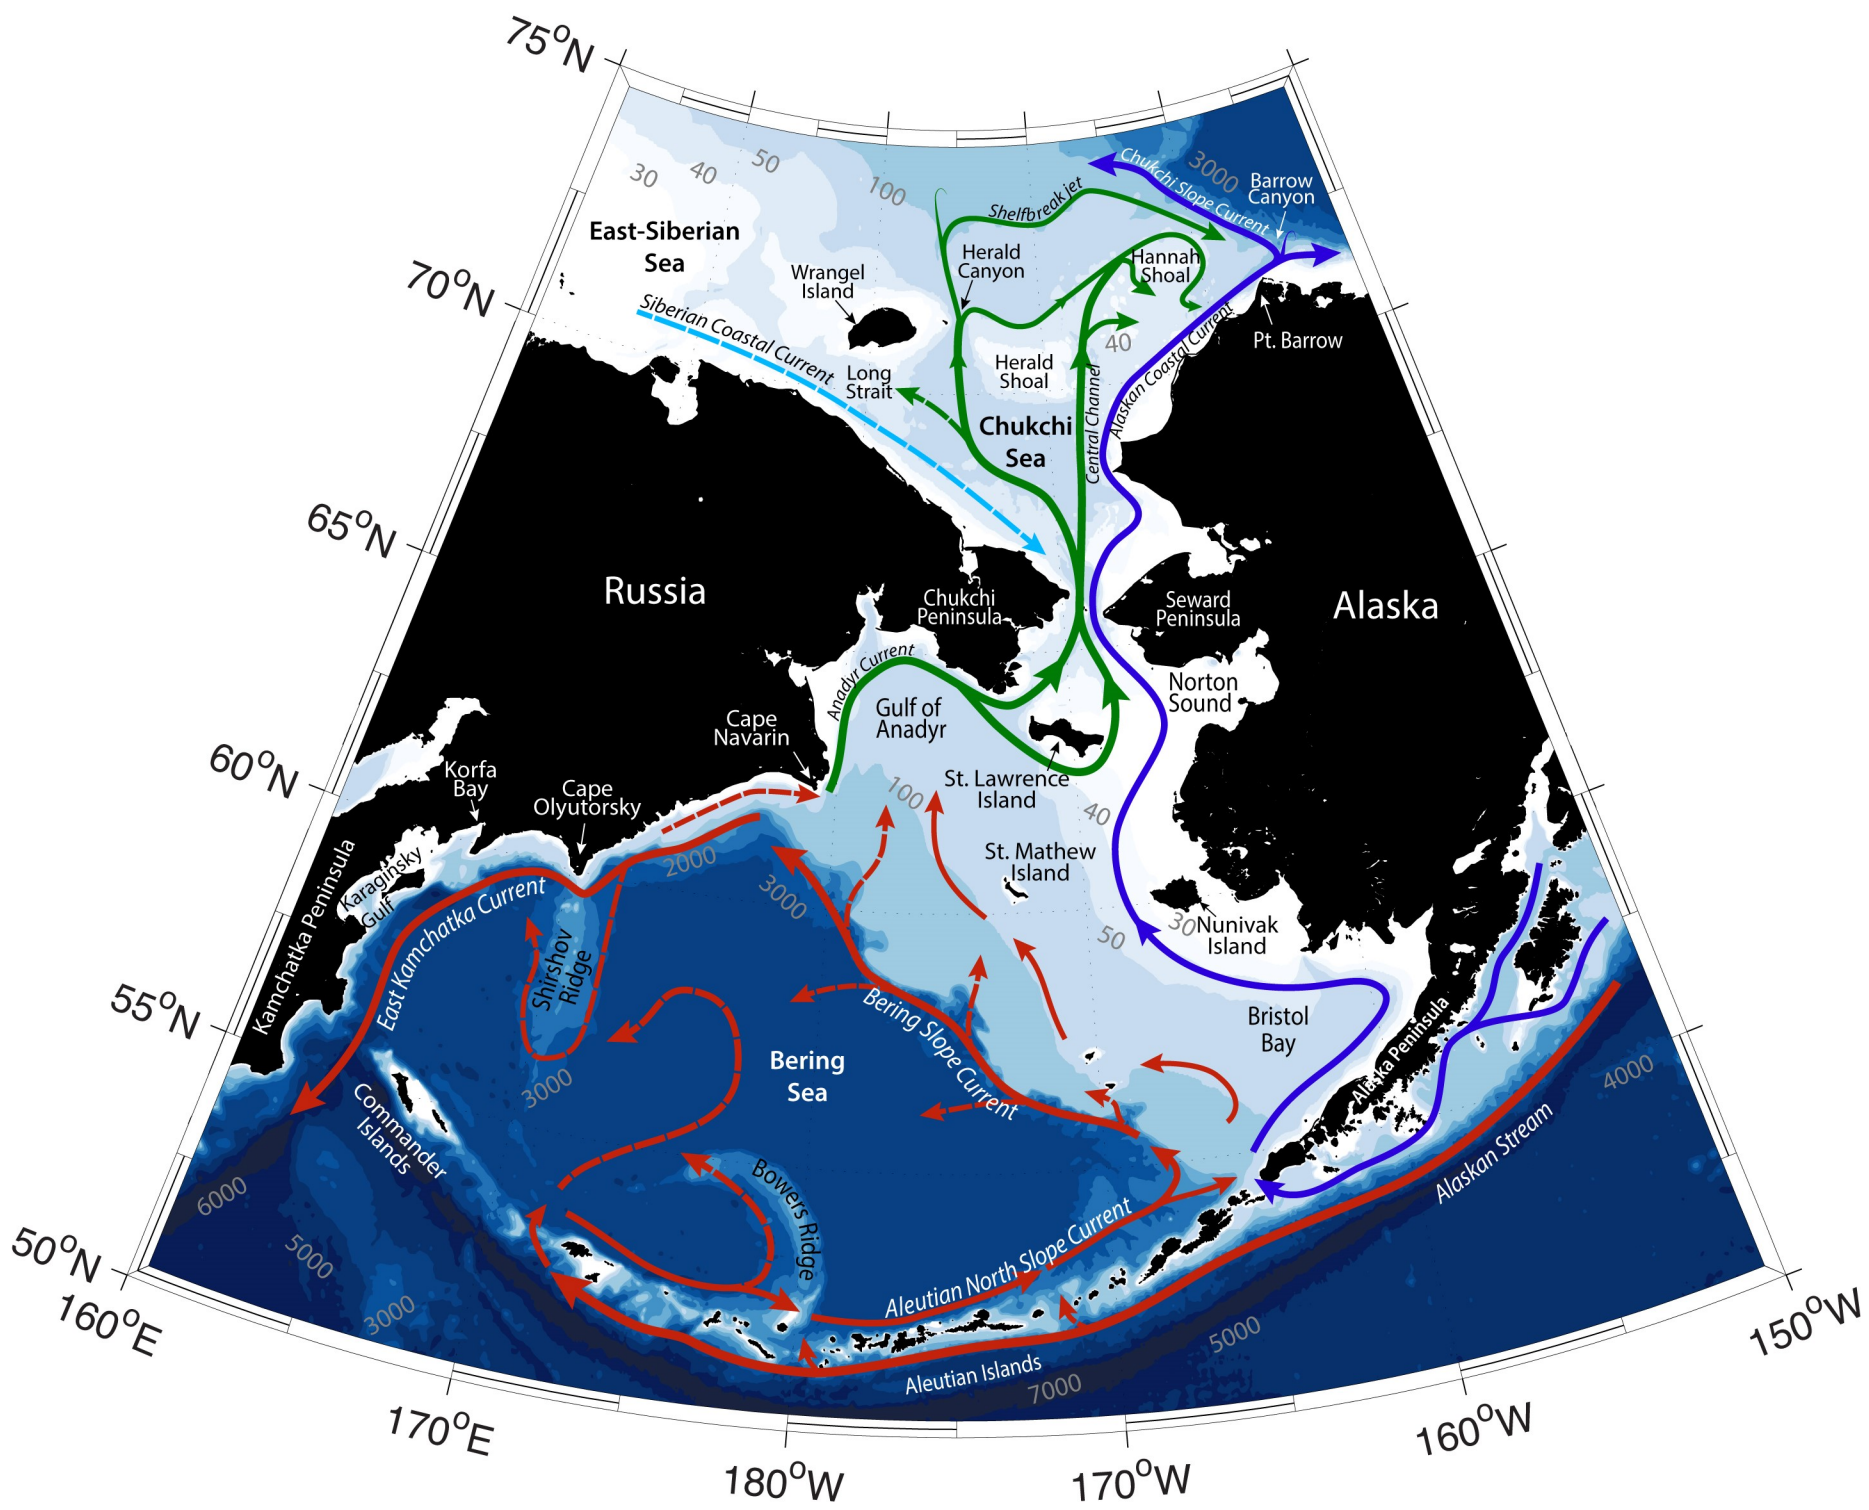 75°N
70°N
65°N
60°N
55°N
50°N
160°E
170°E
180°W
170°W
160°W
150°W
30
40
50
100
3000
Chukchi Slope Current
Barrow
Canyon
Shelfbreak jet
East-Siberian
Sea
Wrangel
Island
Herald
Canyon
Hannah
Shoal
Siberian Coastal Current
Long
Strait
Herald
Shoal
40
Pt. Barrow
Central Channel
Alaskan Coastal Current
Chukchi
Sea
Russia
Chukchi
Peninsula
Seward
Peninsula
Alaska
Anadyr Current
Gulf of
Anadyr
Norton
Sound
Cape
Navarin
St. Lawrence
Island
100
40
Korfa
Bay
Cape
Olyutorsky
2000
3000
St. Mathew
Island
50
30
Nunivak
Island
Karaginsky
Gulf
Kamchatka Peninsula
East Kamchatka Current
Shirshov
Ridge
3000
Bering Slope Current
Bering
Sea
Bristol
Bay
Alaska Peninsula
4000
Alaskan Stream
Commander
Islands
Bowers Ridge
Aleutian North Slope Current
6000
5000
3000
Aleutian Islands
7000
5000